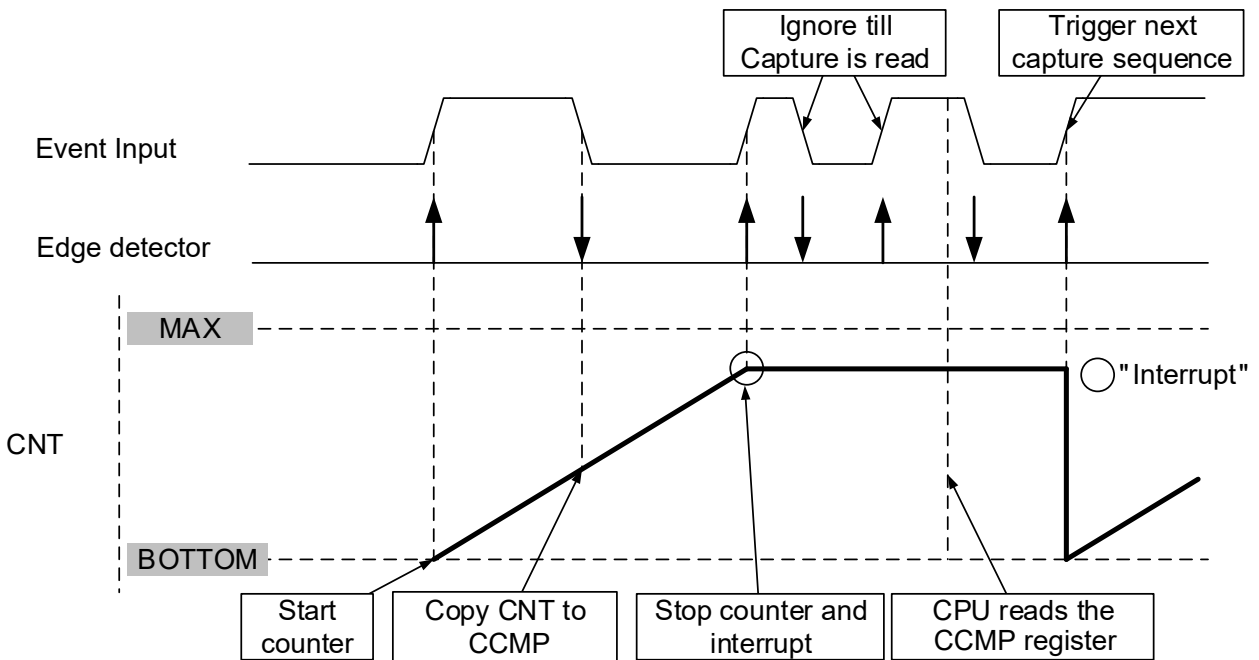 Ignore till
Capture is read
Trigger next
capture sequence
Event Input
Edge detector
MAX
"Interrupt"
CNT
BOTTOM
Start
counter
Copy CNT to
CCMP
Stop counter and
interrupt
CPU reads the
CCMP register